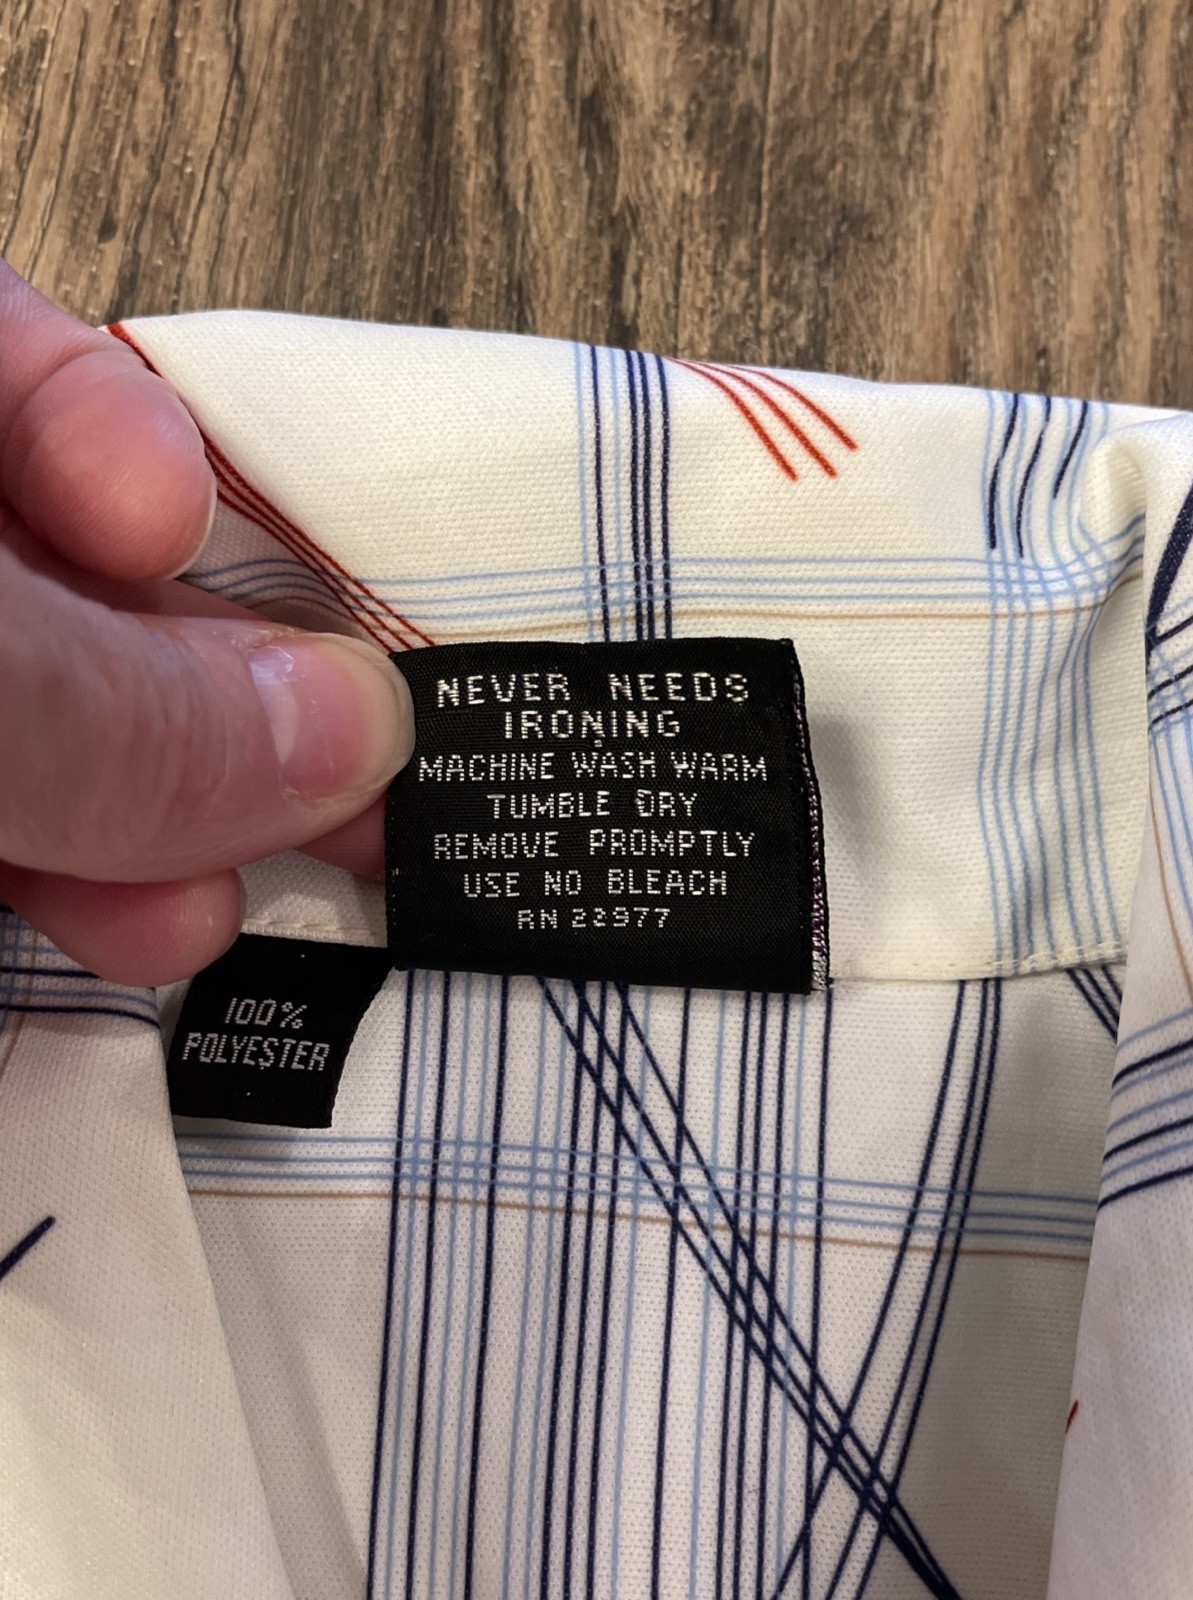 NEVER NEEDS
IRONING
MACHINE WASH WARM
TUMBLE DRY
REMOVE PROMPTLY
USE NO BLEACH
RN 22977
100%
POLYESTER